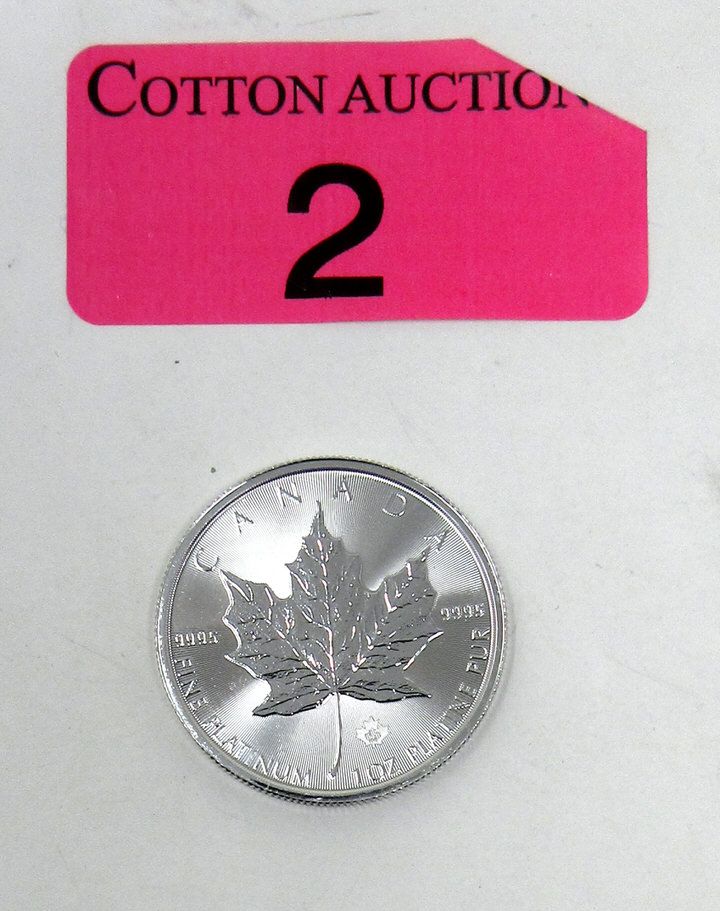 COTTON AUCTION
2
CANADA
9995
9995
FINE PLATINUM 1 OZ PLATINE PUR